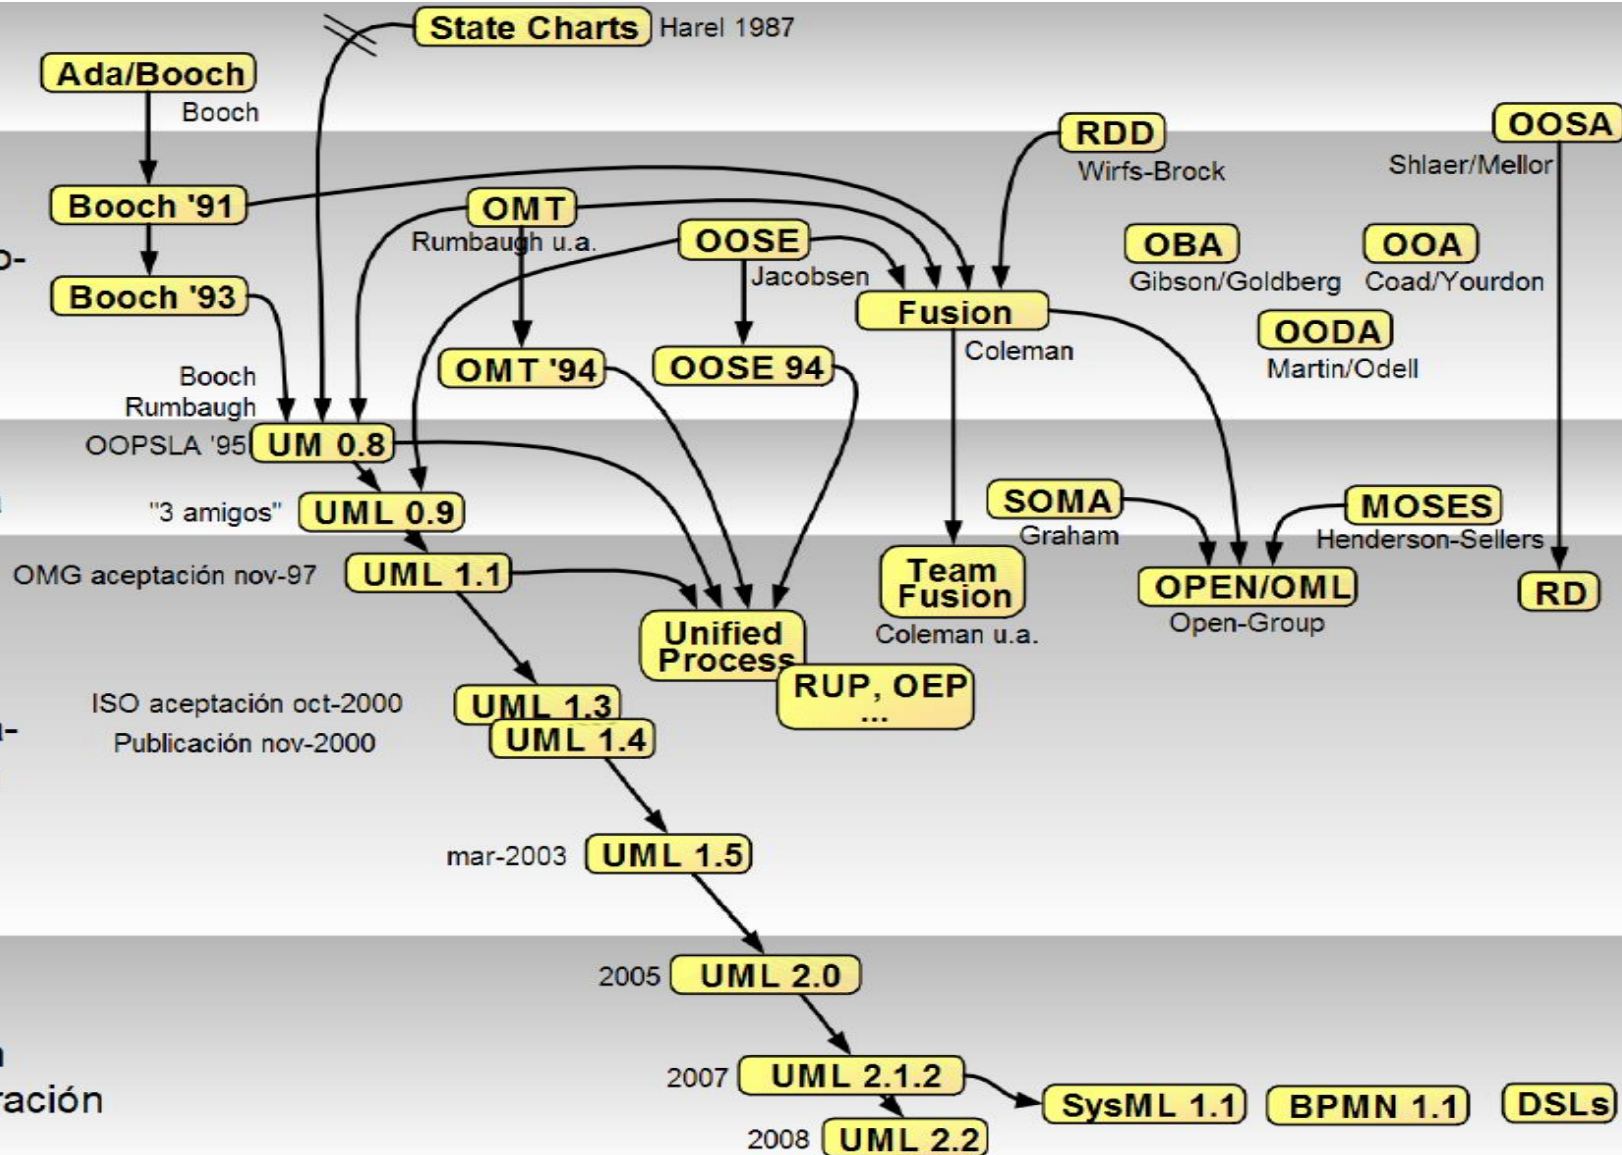 State Charts Harel 1987
Ada/Booch
Booch
RDD
Wirfs-Brock
OOSA
Shlaer/Mellor
Booch '91
OMT
Rumbaugh u.a.
OOSE
Jacobsen
OBA
Gibson/Goldberg
OOA
Coad/Yourdon
Booch '93
Fusion
Coleman
OODA
Martin/Odell
OMT '94
OOSE 94
Booch
Rumbaugh
OOPSLA '95 UM 0.8
"3 amigos" UML 0.9
SOMA
Graham
MOSES
Henderson-Sellers
OMG aceptación nov-97 UML 1.1
Team
Fusion
Coleman u.a.
OPEN/OML
Open-Group
RD
Unified
Process
RUP, OEP
...
ISO aceptación oct-2000 UML 1.3
Publicación nov-2000 UML 1.4
mar-2003 UML 1.5
2005 UML 2.0
ración
2007 UML 2.1.2
SysML 1.1
BPMN 1.1
DSLs
2008 UML 2.2